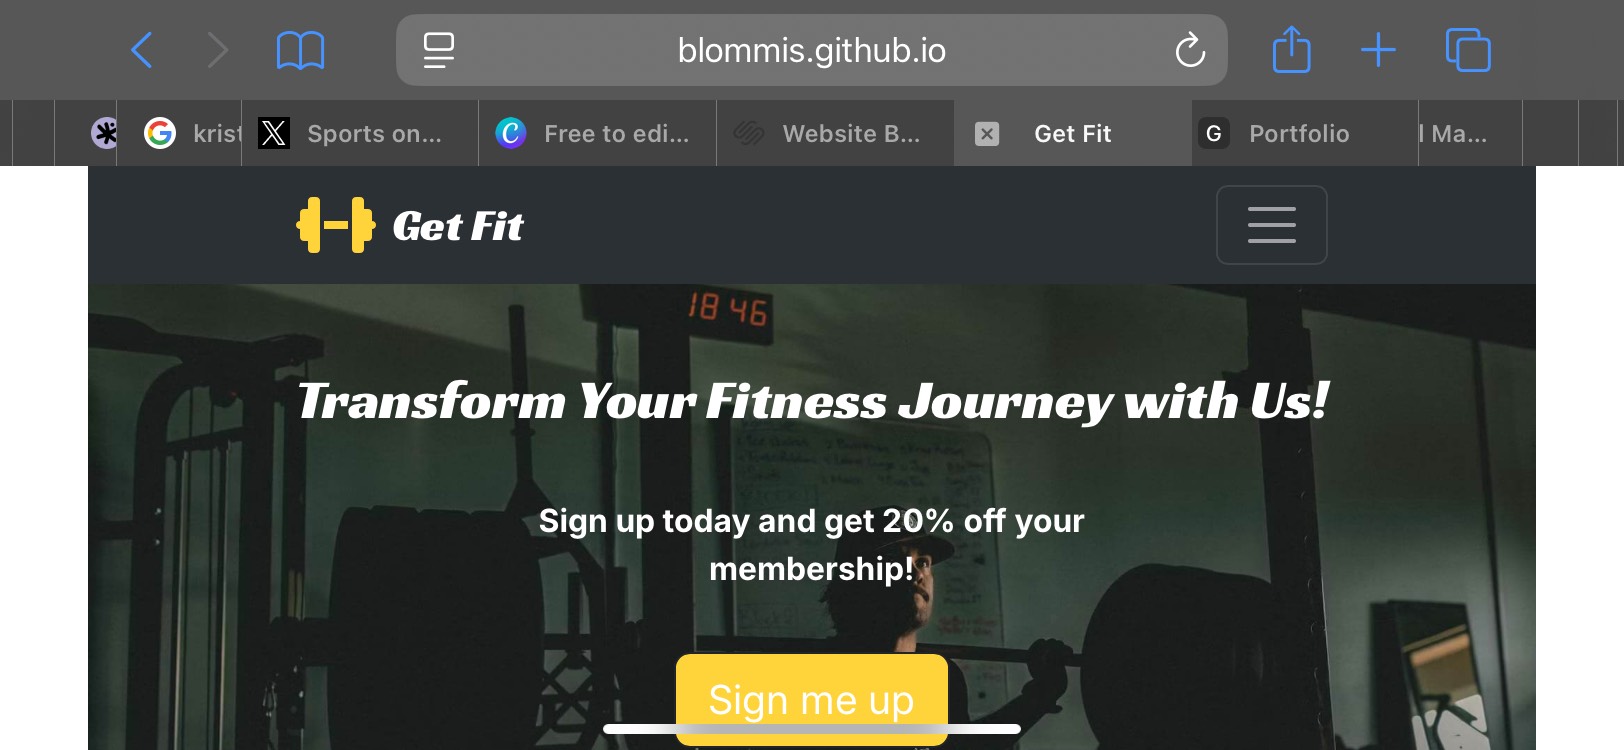 blommis.github.io
krist
Sports on...
Free to edi...
Website B...
Get Fit
G
Portfolio
l Ma...
Get Fit
18 46
Transform Your Fitness Journey with Us!
Sign up today and get 20% off your
membership!
Sign me up